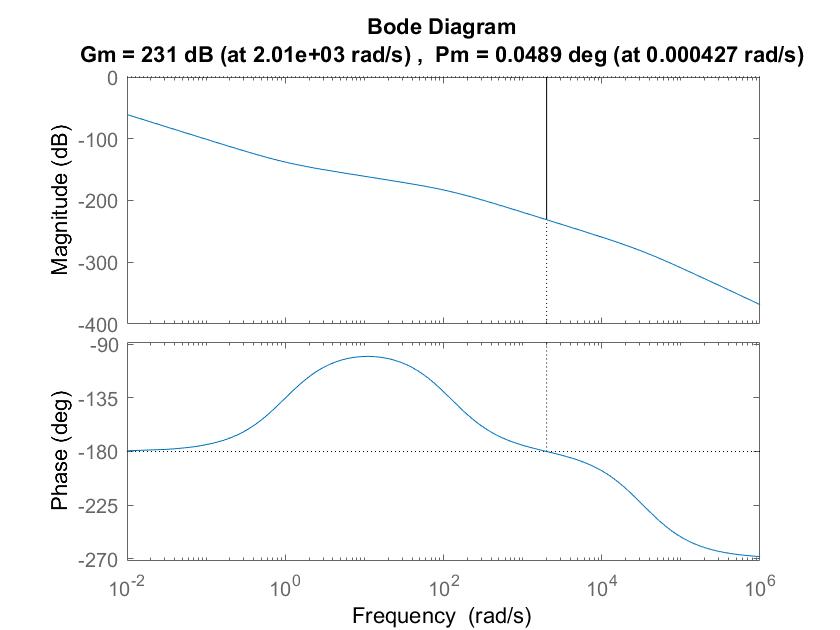 Bode Diagram
Gm = 231 dB (at 2.01e+03 rad/s) ,  Pm = 0.0489 deg (at 0.000427 rad/s)
0
-100
-200
-300
-400
Magnitude (dB)
-90
-135
-180
-225
-270
Phase (deg)
10^-2 10^0 10^2 10^4 10^6
Frequency  (rad/s)